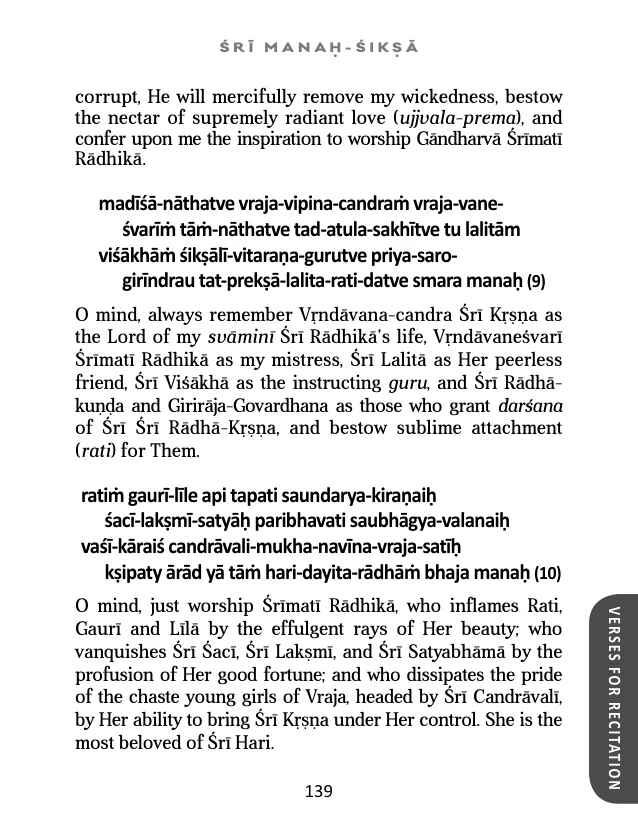 ŚRĪ MANAḤ-ŚIKṢĀ
corrupt, He will mercifully remove my wickedness, bestow
the nectar of supremely radiant love (ujjvala-prema), and
confer upon me the inspiration to worship Gāndharvā Śrīmatī
Rādhikā.
madīśā-nāthatve vraja-vipina-candraṁ vraja-vane-
śvarīṁ tāṁ-nāthatve tad-atula-sakhītve tu lalitām
viśākhāṁ śikṣālī-vitaraṇa-gurutve priya-saro-
girīndrau tat-prekṣā-lalita-rati-datve smara manaḥ (9)
O mind, always remember Vṛndāvana-candra Śrī Kṛṣṇa as
the Lord of my svāminī Śrī Rādhikā's life, Vṛndāvaneśvarī
Śrīmatī Rādhikā as my mistress, Śrī Lalitā as Her peerless
friend, Śrī Viśākhā as the instructing guru, and Śrī Rādhā-
kuṇḍa and Girirāja-Govardhana as those who grant darśana
of Śrī Śrī Rādhā-Kṛṣṇa, and bestow sublime attachment
(rati) for Them.
ratiṁ gaurī-līle api tapati saundarya-kiraṇaiḥ
śacī-lakṣmī-satyāḥ paribhavati saubhāgya-valanaiḥ
vaśī-kāraiś candrāvali-mukha-navīna-vraja-satīḥ
kṣipaty ārād yā tāṁ hari-dayita-rādhāṁ bhaja manaḥ (10)
O mind, just worship Śrīmatī Rādhikā, who inflames Rati,
Gaurī and Līlā by the effulgent rays of Her beauty; who
vanquishes Śrī Śacī, Śrī Lakṣmī, and Śrī Satyabhāmā by the
profusion of Her good fortune; and who dissipates the pride
of the chaste young girls of Vraja, headed by Śrī Candrāvalī,
by Her ability to bring Śrī Kṛṣṇa under Her control. She is the
most beloved of Śrī Hari.
VERSES FOR RECITATION
139